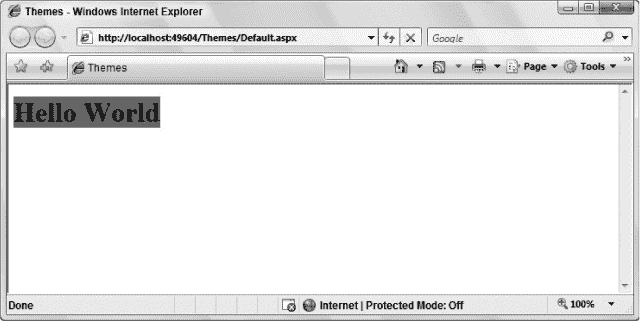 Themes - Windows Internet Explorer
http://localhost:49604/Themes/Default.aspx
Google
Themes
Page
Tools
Hello World
Done
Internet | Protected Mode: Off
100%